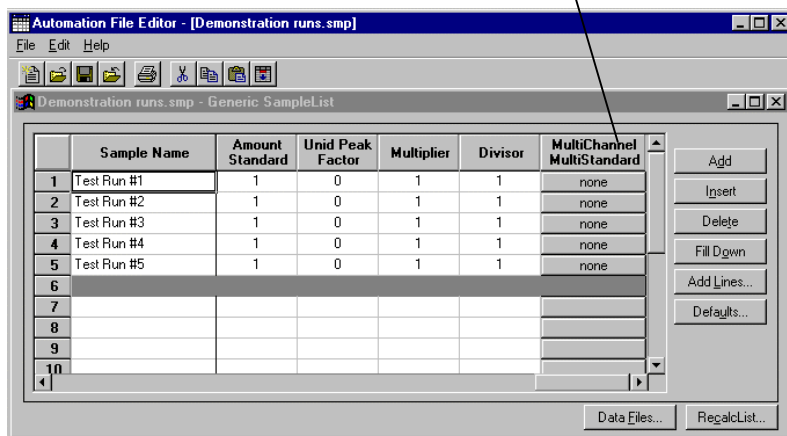 Automation File Editor - [Demonstration runs.smp]
File Edit Help
Demonstration runs.smp - Generic SampleList
Sample Name Amount Standard Unid Peak Factor Multiplier Divisor MultiChannel MultiStandard
1 Test Run #1 1 0 1 1 none
2 Test Run #2 1 0 1 1 none
3 Test Run #3 1 0 1 1 none
4 Test Run #4 1 0 1 1 none
5 Test Run #5 1 0 1 1 none
6
7
8
9
10
Add
Insert
Delete
Fill Down
Add Lines...
Defaults...
Data Files... RecalcList...